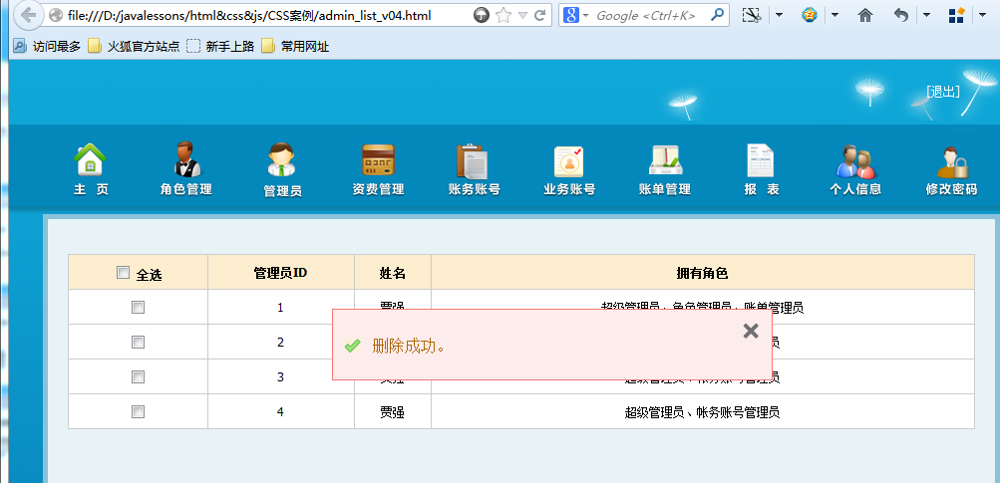 file:///D:/javalessons/html&css&js/CSS案例/admin_list_v04.html
Google <Ctrl+K>
访问最多 火狐官方站点 新手上路 常用网址
[退出]
主 页 角色管理 管理员 资费管理 账务账号 业务账号 账单管理 报 表 个人信息 修改密码
全选 管理员ID 姓名 拥有角色
1 贾强 超级管理员、角色管理员、账单管理员
2
删除成功。
3 贾强 超级管理员、帐务账号管理员
4 贾强 超级管理员、帐务账号管理员